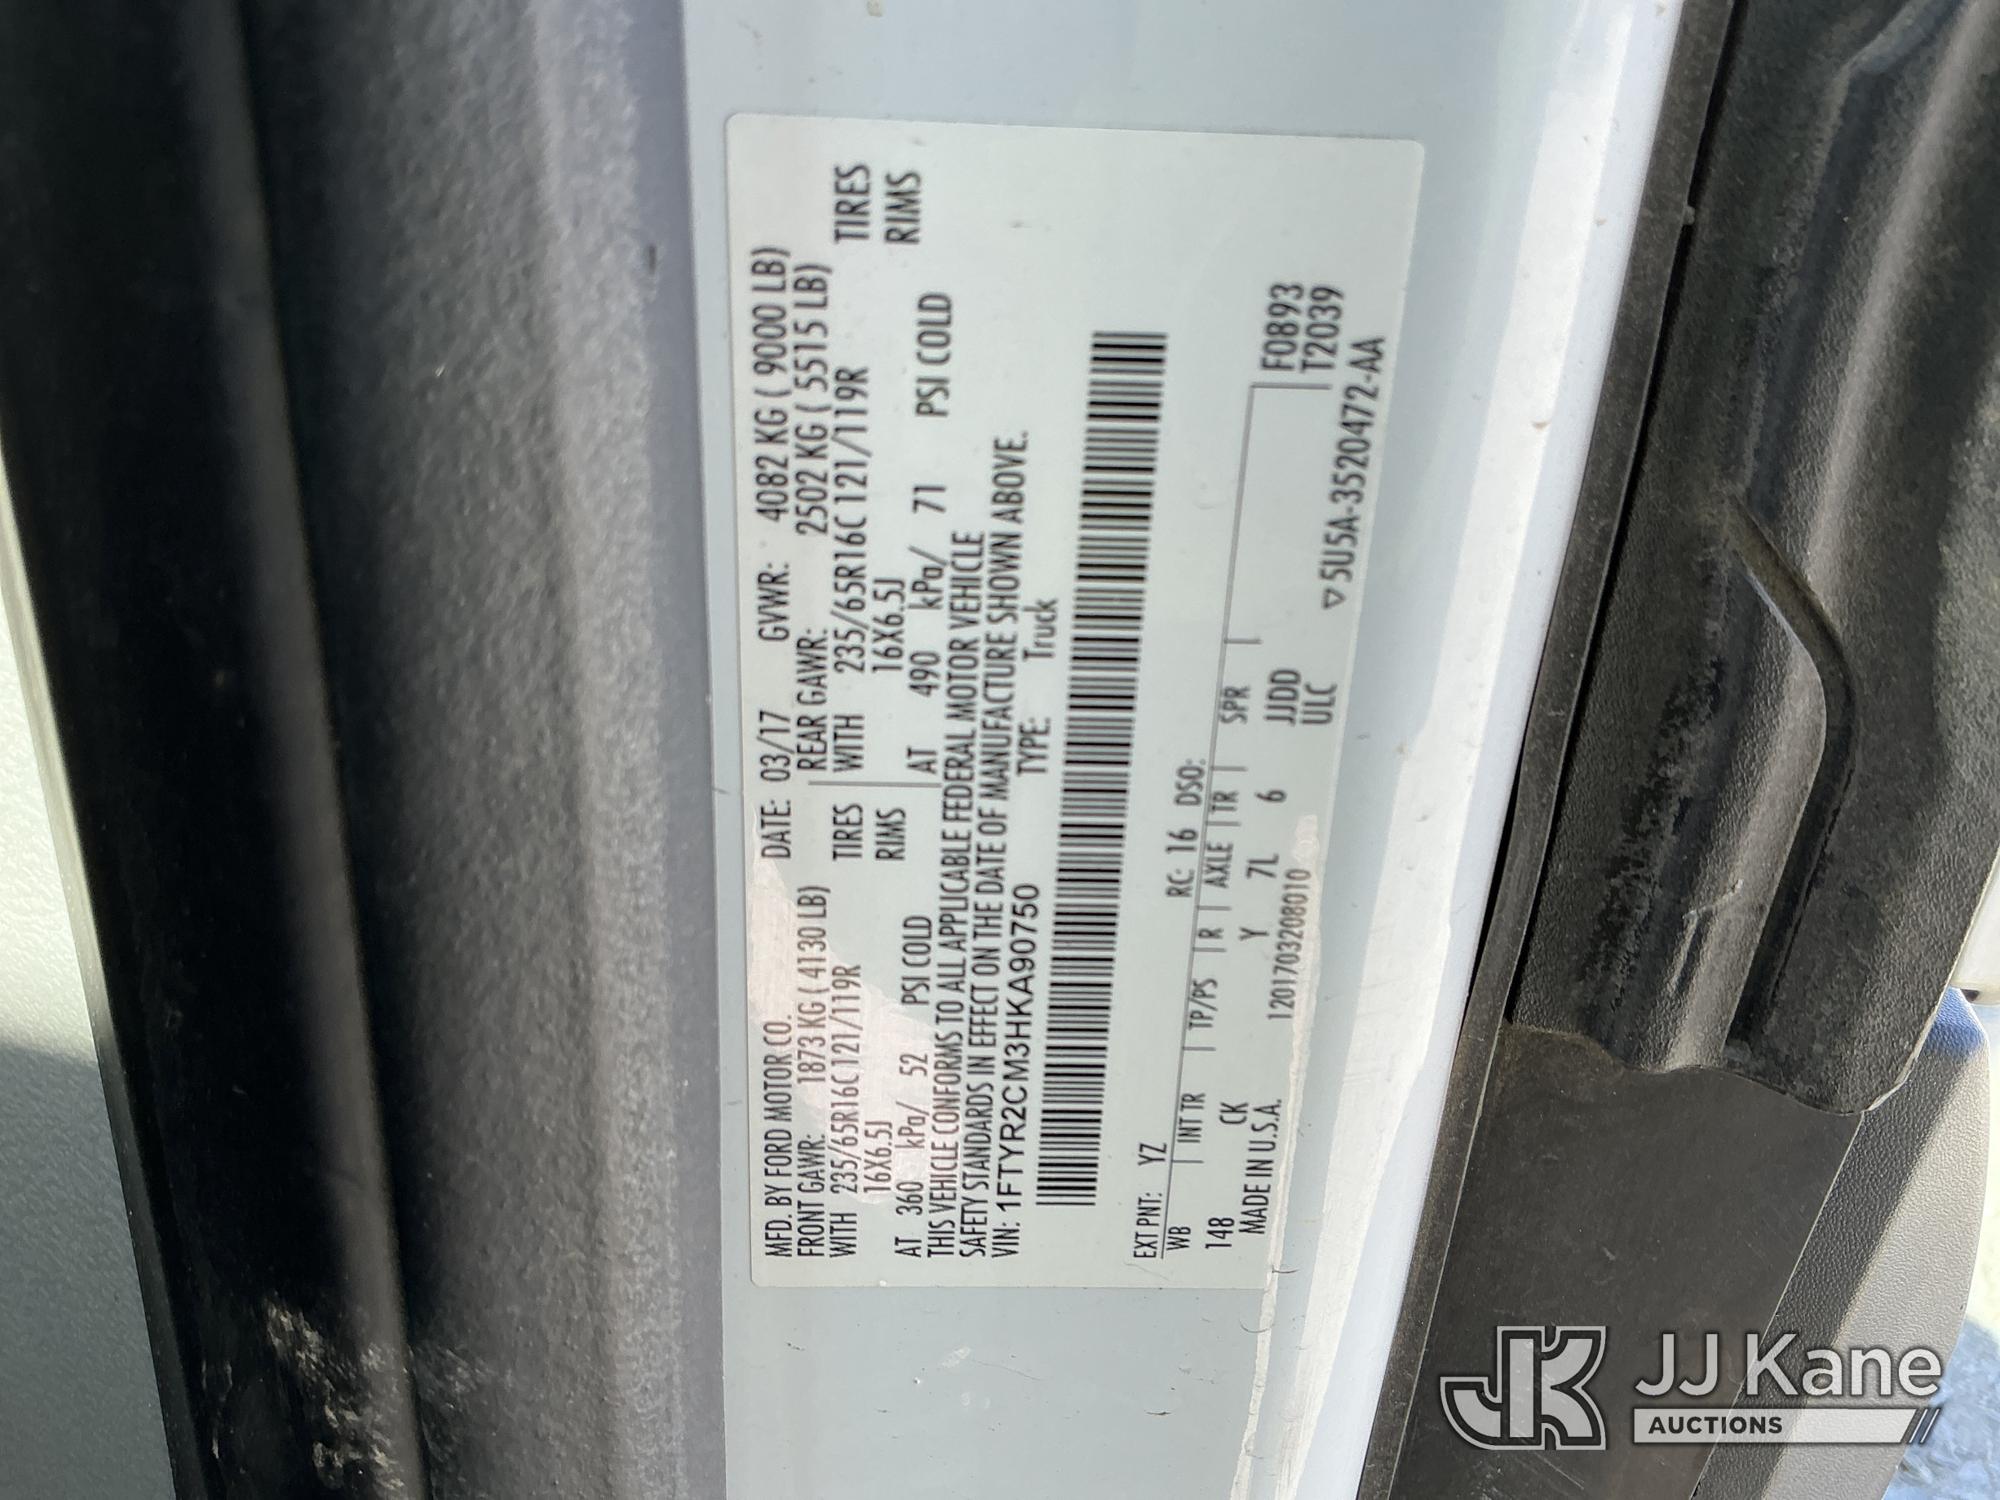 MFD. BY FORD MOTOR CO. DATE: 03/17 GVWR: 4082 KG ( 9000 LB)
FRONT GAWR: 1873 KG ( 4130 LB) REAR GAWR: 2502 KG ( 5515 LB)
WITH 235/65R16C 121/119R TIRES WITH 235/65R16C 121/119R TIRES
16X6.5J RIMS 16X6.5J RIMS
AT 360 kPa/ 52 PSI COLD AT 490 kPa/ 71 PSI COLD
THIS VEHICLE CONFORMS TO ALL APPLICABLE FEDERAL MOTOR VEHICLE
SAFETY STANDARDS IN EFFECT ON THE DATE OF MANUFACTURE SHOWN ABOVE.
VIN: 1FTYR2CM3HKA90750 TYPE: Truck
EXT PNT: YZ RC: 16 DSO:
WB | INT TR | TP/PS | R | AXLE | TR | SPR | F0893
148 CK Y 7L 6 JJDD T2039
MADE IN U.S.A. 1201703208010 ULC ▽5U5A-3520472-AA
JK JJ Kane
AUCTIONS